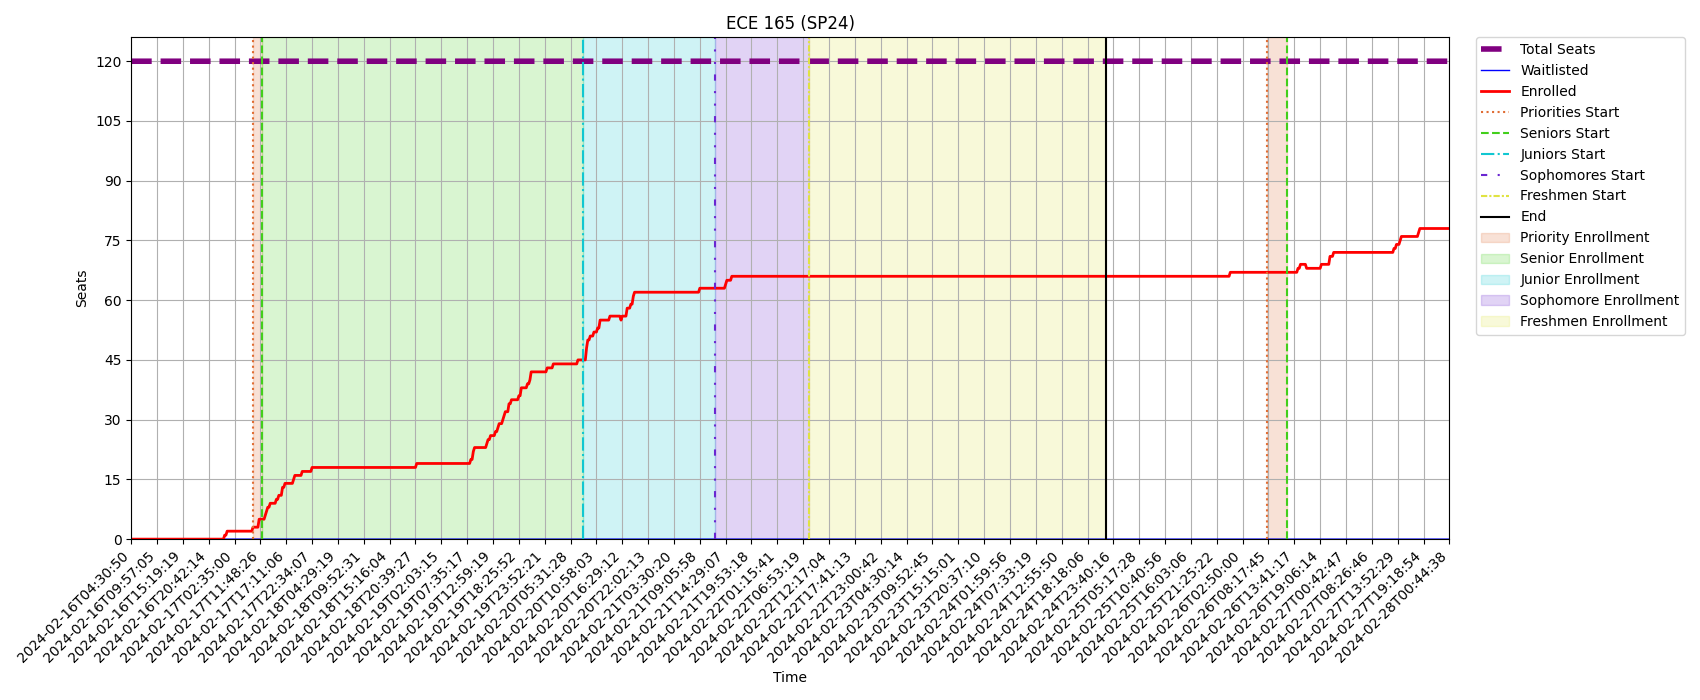 ECE 165 (SP24)
Seats
120
105
90
75
60
45
30
15
0
Total Seats
Waitlisted
Enrolled
Priorities Start
Seniors Start
Juniors Start
Sophomores Start
Freshmen Start
End
Priority Enrollment
Senior Enrollment
Junior Enrollment
Sophomore Enrollment
Freshmen Enrollment
2024-02-16T04:30:50
2024-02-16T09:57:05
2024-02-16T15:19:19
2024-02-16T20:42:14
2024-02-17T02:35:00
2024-02-17T11:48:26
2024-02-17T17:11:06
2024-02-17T22:34:07
2024-02-18T04:29:19
2024-02-18T09:52:31
2024-02-18T15:16:04
2024-02-18T20:39:27
2024-02-19T02:03:15
2024-02-19T07:35:17
2024-02-19T12:59:19
2024-02-19T18:25:52
2024-02-19T23:52:21
2024-02-20T05:31:28
2024-02-20T10:58:03
2024-02-20T16:29:12
2024-02-20T22:02:13
2024-02-21T03:30:20
2024-02-21T09:05:58
2024-02-21T14:29:07
2024-02-21T19:53:18
2024-02-22T01:15:41
2024-02-22T06:53:19
2024-02-22T12:17:04
2024-02-22T17:41:13
2024-02-22T23:00:42
2024-02-23T04:30:14
2024-02-23T09:52:45
2024-02-23T15:15:01
2024-02-23T20:37:10
2024-02-24T01:59:56
2024-02-24T07:33:19
2024-02-24T12:55:50
2024-02-24T18:18:06
2024-02-24T23:40:16
2024-02-25T05:17:28
2024-02-25T10:40:56
2024-02-25T16:03:06
2024-02-25T21:25:22
2024-02-26T02:50:00
2024-02-26T08:17:45
2024-02-26T13:41:17
2024-02-26T19:06:14
2024-02-27T00:42:47
2024-02-27T08:26:46
2024-02-27T13:52:29
2024-02-27T19:18:54
2024-02-28T00:44:38
Time